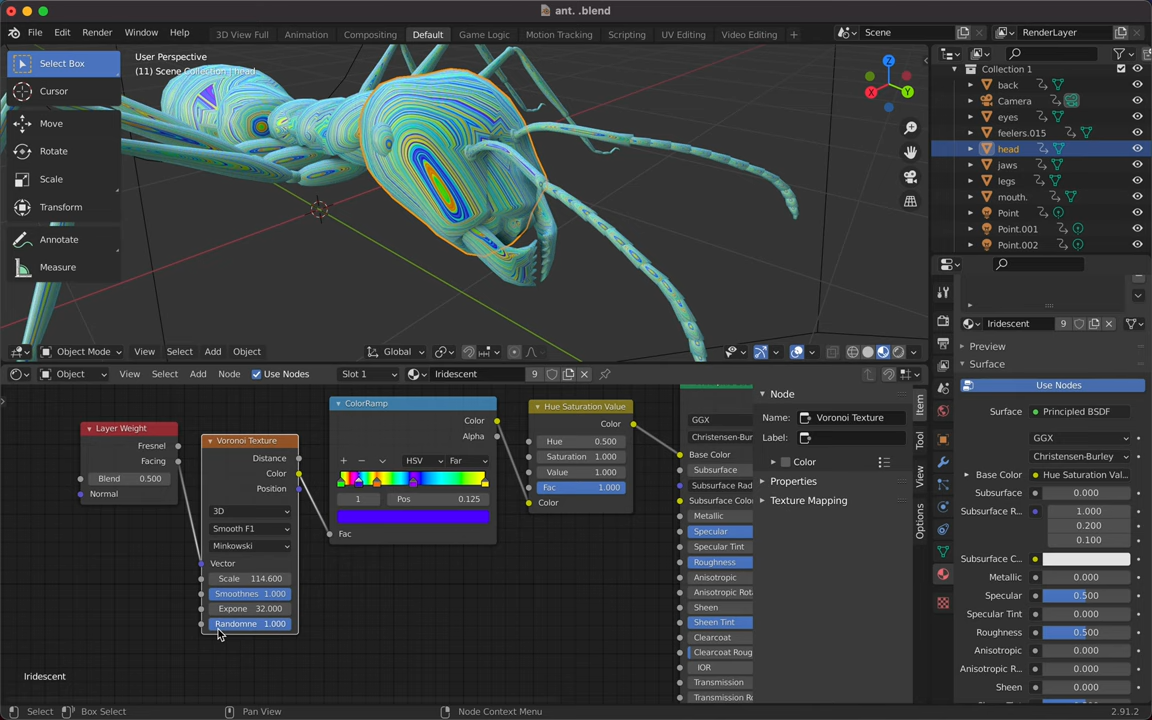 ant. .blend
File Edit Render Window Help 3D View Full Animation Compositing Default Game Logic Motion Tracking Scripting UV Editing Video Editing + Scene RenderLayer
Select Box
Cursor
Move
Rotate
Scale
Transform
Annotate
Measure
User Perspective
(11) Scene Collection | head
Z
X
Y
Collection 1
back
Camera
eyes
feelers.015
head
jaws
legs
mouth.
Point
Point.001
Point.002
Object Mode View Select Add Object Global
Object View Select Add Node Use Nodes Slot 1 Iridescent 9
Layer Weight
Fresnel
Facing
Blend 0.500
Normal
Voronoi Texture
Distance
Color
Position
3D
Smooth F1
Minkowski
Vector
Scale 114.600
Smoothnes 1.000
Expone 32.000
Randomne 1.000
ColorRamp
Color
Alpha
+ − HSV Far
1 Pos 0.125
Fac
Hue Saturation Value
Color
Hue 0.500
Saturation 1.000
Value 1.000
Fac 1.000
Color
GGX
Christensen-Bur
Base Color
Subsurface
Subsurface Rad
Subsurface Color
Metallic
Specular
Specular Tint
Roughness
Anisotropic
Anisotropic Rot
Sheen
Sheen Tint
Clearcoat
Clearcoat Roug
IOR
Transmission
Transmission Ro
Node
Name: Voronoi Texture
Label:
Color
Properties
Texture Mapping
Item
Tool
View
Options
Iridescent 9
Preview
Surface
Use Nodes
Surface Principled BSDF
GGX
Christensen-Burley
Base Color Hue Saturation Val...
Subsurface 0.000
Subsurface R... 1.000
0.200
0.100
Subsurface C...
Metallic 0.000
Specular 0.500
Specular Tint 0.000
Roughness 0.500
Anisotropic 0.000
Anisotropic R... 0.000
Sheen 0.000
Iridescent
Select Box Select Pan View Node Context Menu 2.91.2